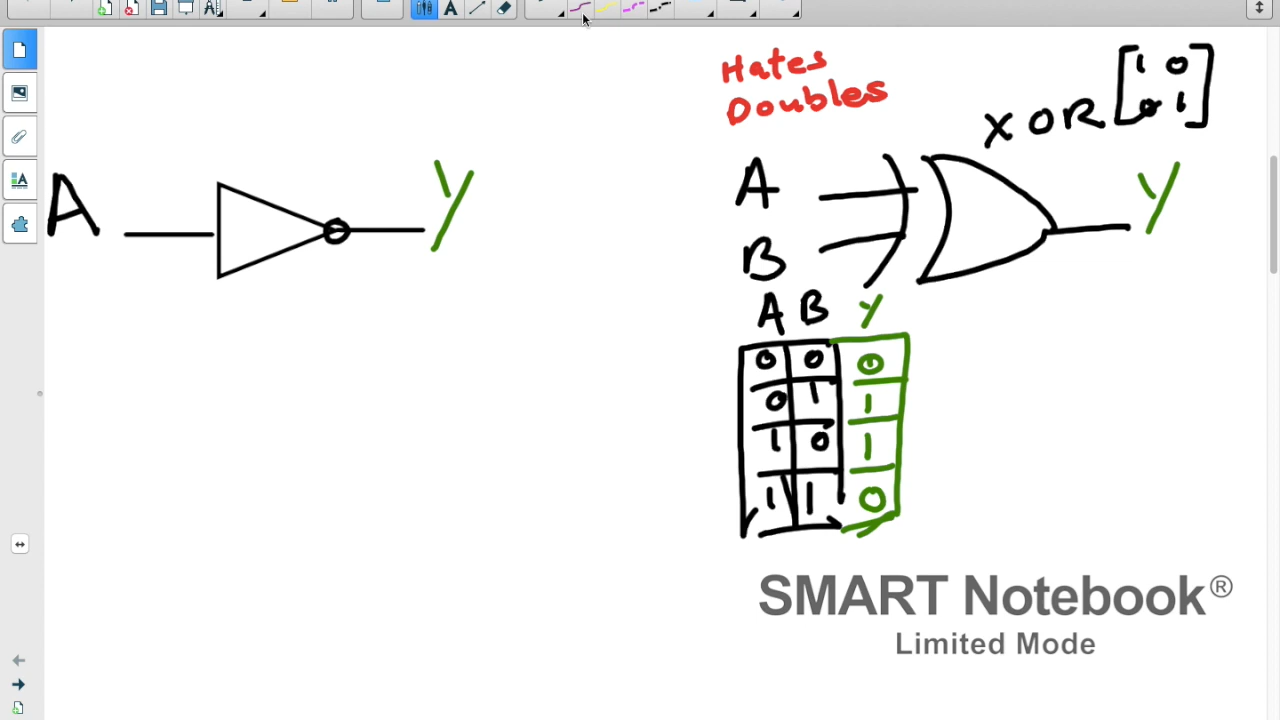 A
Y
Hates
Doubles
XOR
1 0
0 1
A
B
Y
A B Y
0 0 0
0 1 1
1 0 1
1 1 0
SMART Notebook®
Limited Mode